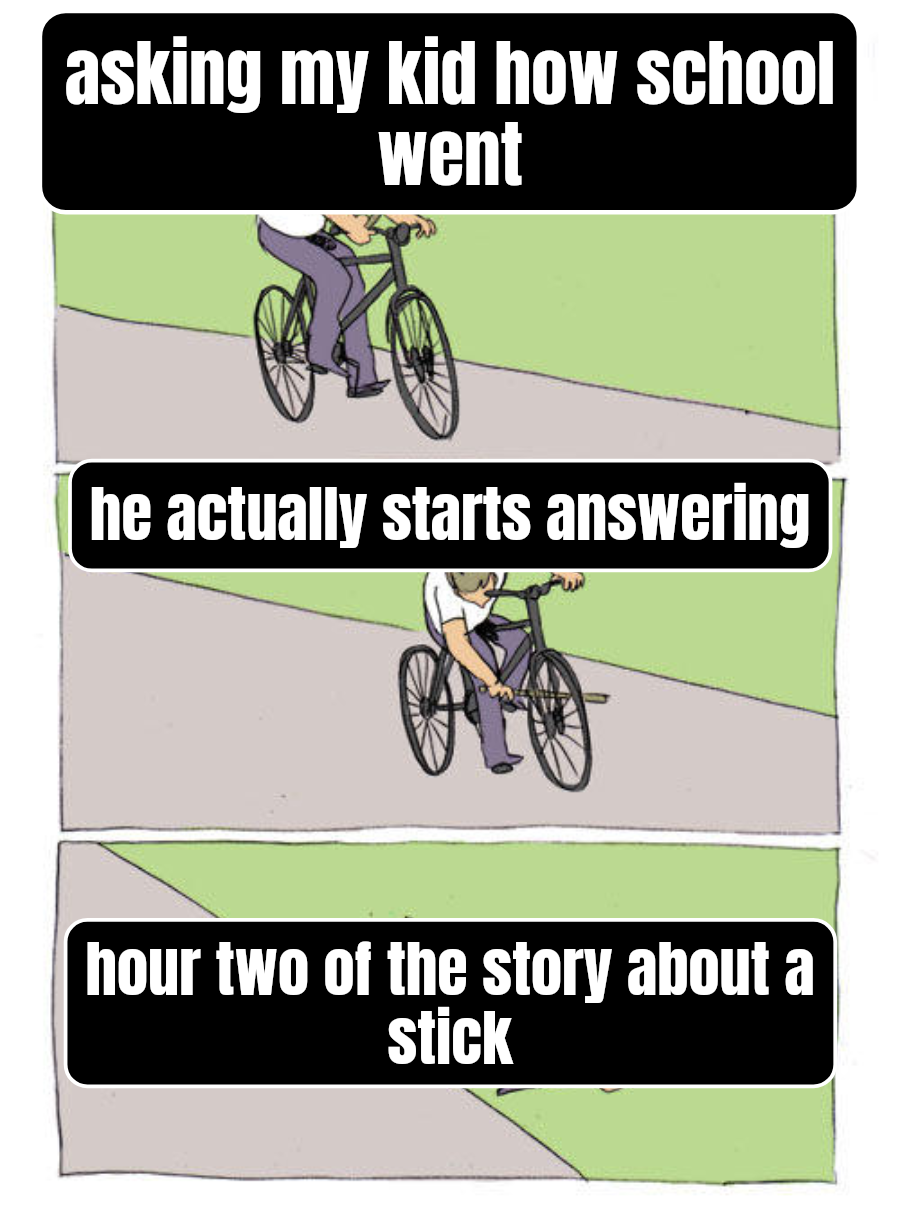 asking my kid how school
went
he actually starts answering
hour two of the story about a
stick